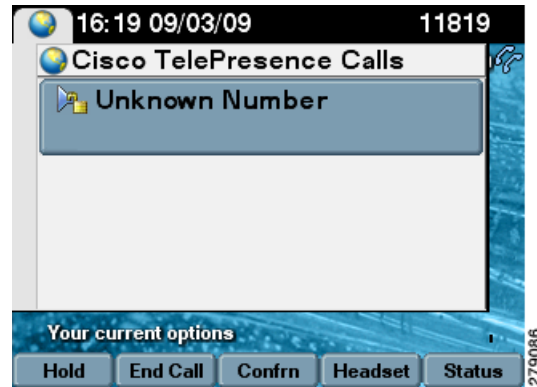 16:19 09/03/09 11819
Cisco TelePresence Calls
Unknown Number
Your current options
Hold End Call Confrn Headset Status
279086